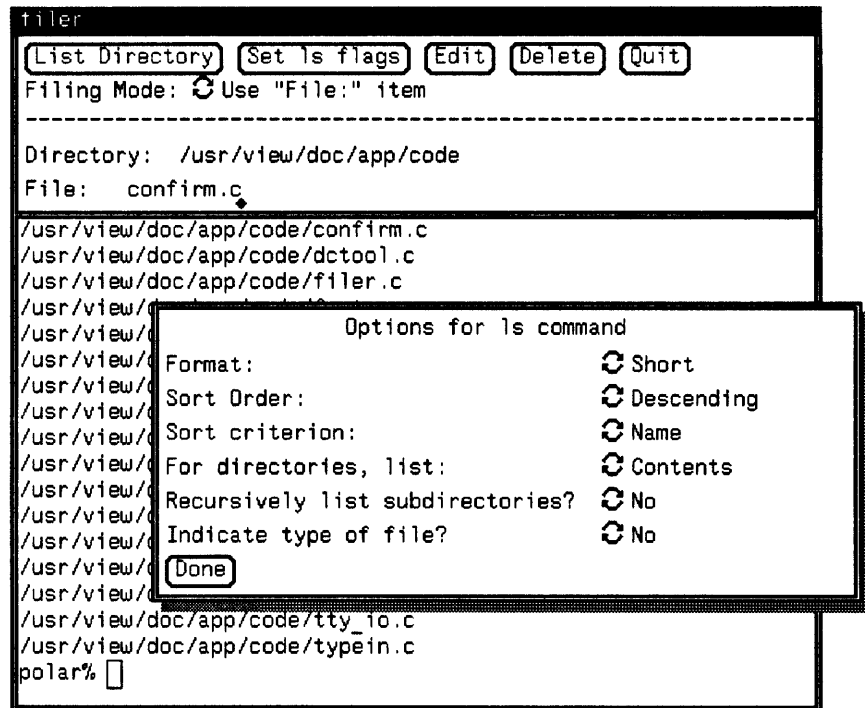 filer
List Directory Set ls flags Edit Delete Quit
Filing Mode: Use "File:" item
Directory: /usr/view/doc/app/code
File: confirm.c
/usr/view/doc/app/code/confirm.c
/usr/view/doc/app/code/dctool.c
/usr/view/doc/app/code/filer.c
/usr/view/
/usr/view/
/usr/view/
/usr/view/
/usr/view/
/usr/view/
/usr/view/
/usr/view/
/usr/view/
/usr/view/
/usr/view/
/usr/view/
Options for ls command
Format: Short
Sort Order: Descending
Sort criterion: Name
For directories, list: Contents
Recursively list subdirectories? No
Indicate type of file? No
Done
/usr/view/doc/app/code/tty_io.c
/usr/view/doc/app/code/typein.c
polar%